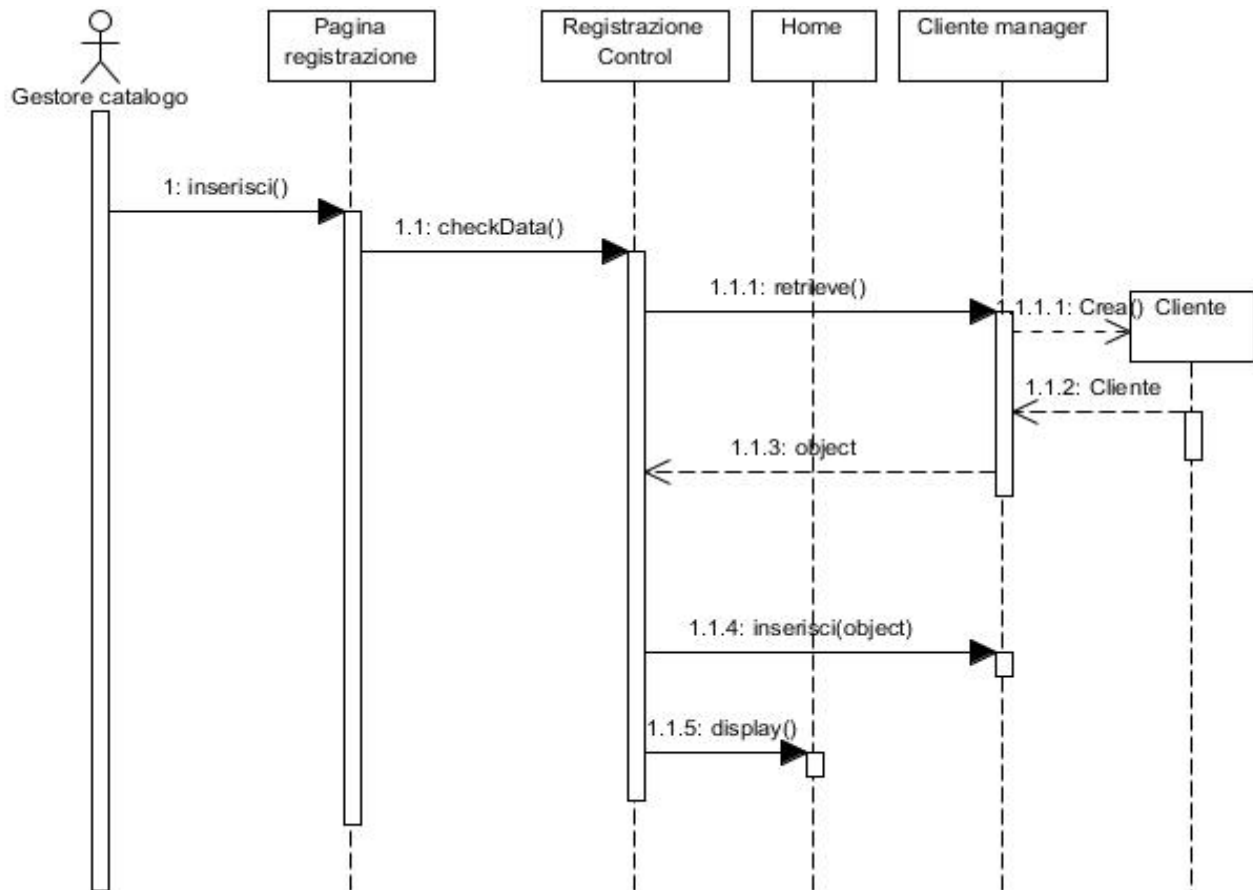 Pagina
registrazione
Registrazione
Control
Home
Cliente manager
Gestore catalogo
1: inserisci()
1.1: checkData()
1.1.1: retrieve()
1.1.1.1: Crea()
Cliente
1.1.2: Cliente
1.1.3: object
1.1.4: inserisci(object)
1.1.5: display()